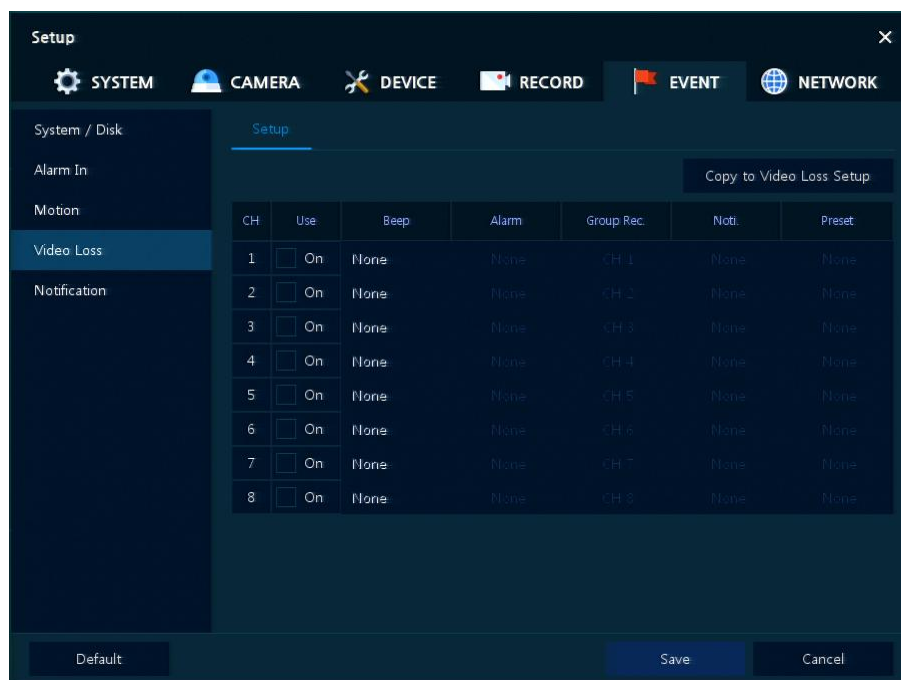 Setup
SYSTEM CAMERA DEVICE RECORD EVENT NETWORK
System / Disk
Alarm In
Motion
Video Loss
Notification
Setup
Copy to Video Loss Setup
CH Use Beep Alarm Group Rec. Noti. Preset
1 On None None CH 1 None None
2 On None None CH 2 None None
3 On None None CH 3 None None
4 On None None CH 4 None None
5 On None None CH 5 None None
6 On None None CH 6 None None
7 On None None CH 7 None None
8 On None None CH 8 None None
Default Save Cancel